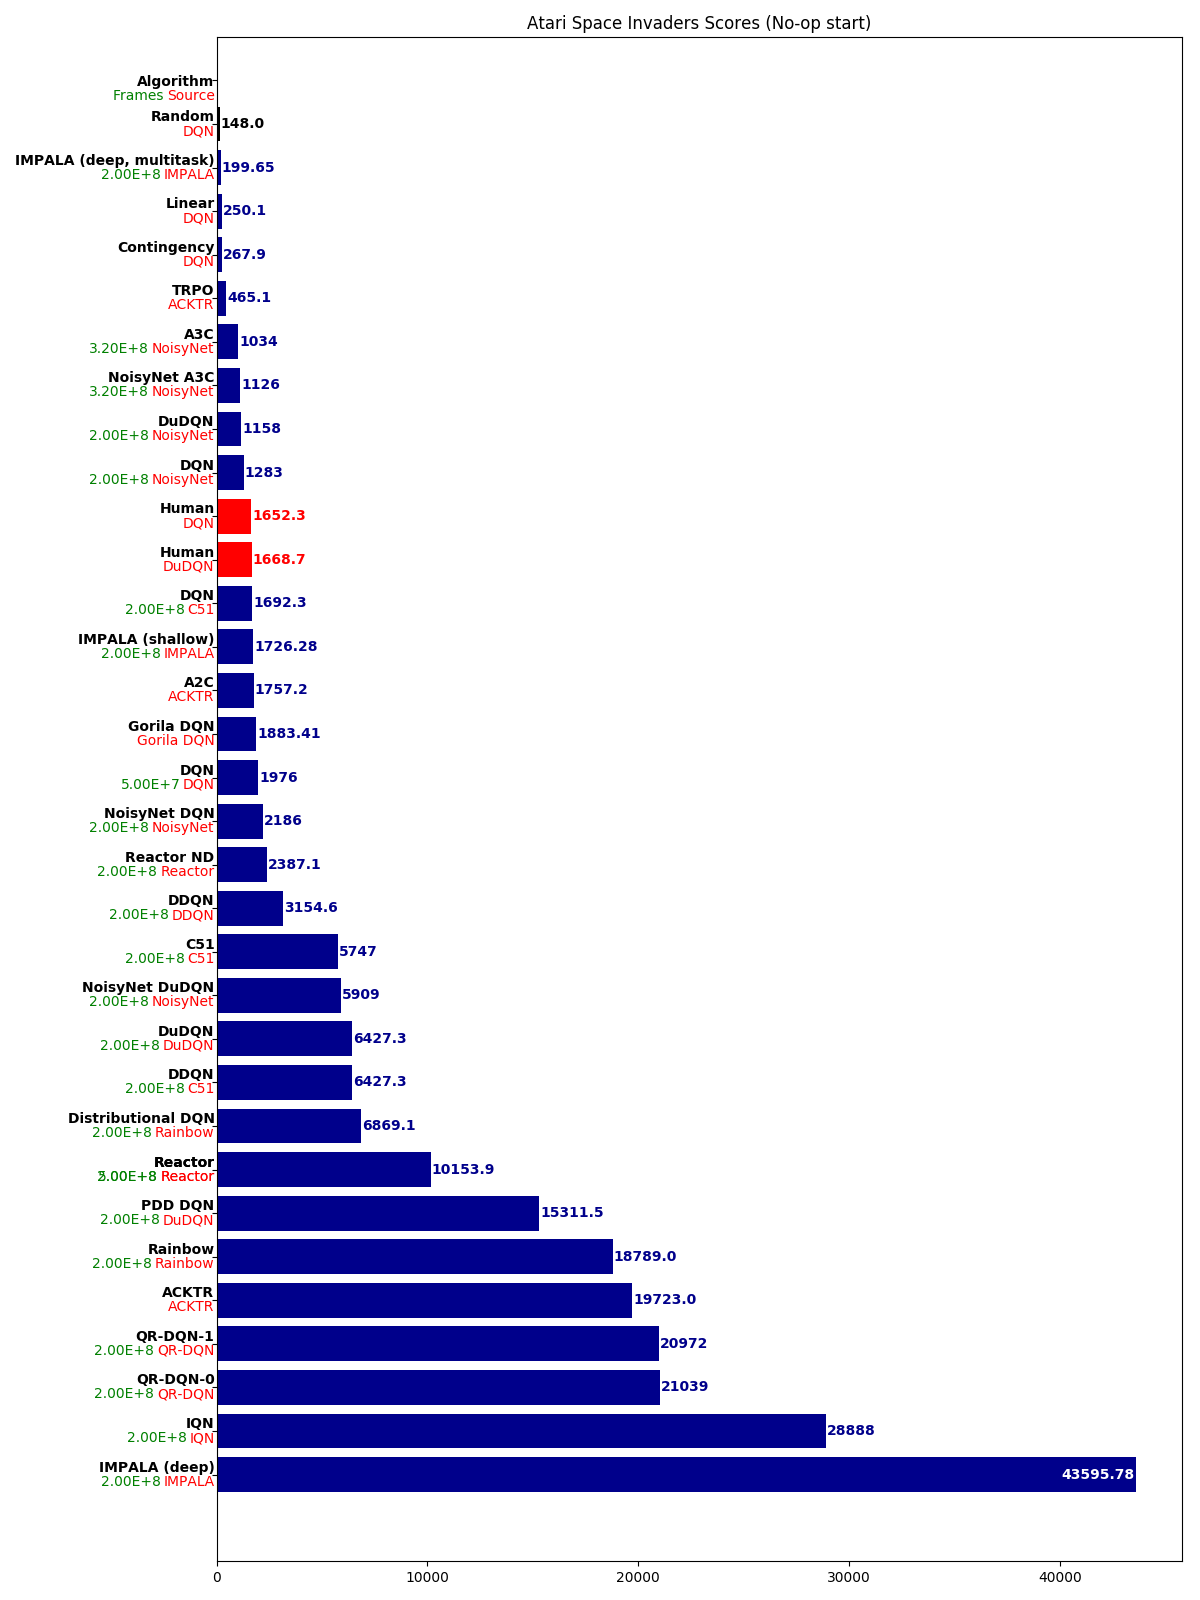 Atari Space Invaders Scores (No-op start)
Algorithm
Frames Source
Random
DQN
148.0
IMPALA (deep, multitask)
2.00E+8 IMPALA
199.65
Linear
DQN
250.1
Contingency
DQN
267.9
TRPO
ACKTR
465.1
A3C
3.20E+8 NoisyNet
1034
NoisyNet A3C
3.20E+8 NoisyNet
1126
DuDQN
2.00E+8 NoisyNet
1158
DQN
2.00E+8 NoisyNet
1283
Human
DQN
1652.3
Human
DuDQN
1668.7
DQN
2.00E+8 C51
1692.3
IMPALA (shallow)
2.00E+8 IMPALA
1726.28
A2C
ACKTR
1757.2
Gorila DQN
Gorila DQN
1883.41
DQN
5.00E+7 DQN
1976
NoisyNet DQN
2.00E+8 NoisyNet
2186
Reactor ND
2.00E+8 Reactor
2387.1
DDQN
2.00E+8 DDQN
3154.6
C51
2.00E+8 C51
5747
NoisyNet DuDQN
2.00E+8 NoisyNet
5909
DuDQN
2.00E+8 DuDQN
6427.3
DDQN
2.00E+8 C51
6427.3
Distributional DQN
2.00E+8 Rainbow
6869.1
Reactor
Reactor
10153.9
PDD DQN
2.00E+8 DuDQN
15311.5
Rainbow
2.00E+8 Rainbow
18789.0
ACKTR
ACKTR
19723.0
QR-DQN-1
2.00E+8 QR-DQN
20972
QR-DQN-0
2.00E+8 QR-DQN
21039
IQN
2.00E+8 IQN
28888
IMPALA (deep)
2.00E+8 IMPALA
43595.78
0 10000 20000 30000 40000